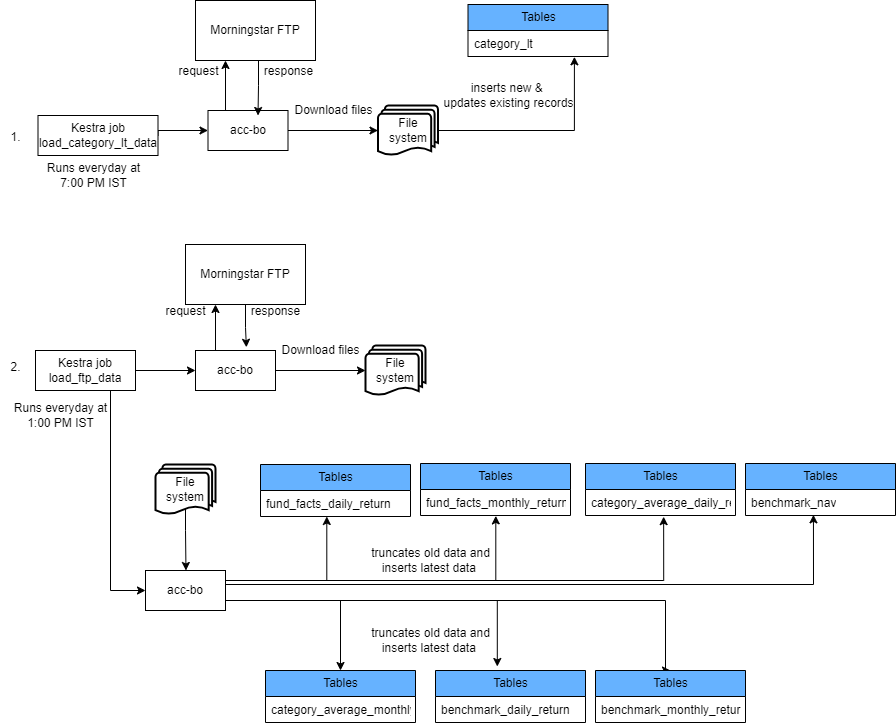 Morningstar FTP
Tables
category_lt
request
response
inserts new &
updates existing records
Download files
1.
Kestra job
load_category_lt_data
acc-bo
File
system
Runs everyday at
7:00 PM IST
Morningstar FTP
request
response
2.
Kestra job
load_ftp_data
acc-bo
Download files
File
system
Runs everyday at
1:00 PM IST
File
system
Tables
fund_facts_daily_return
Tables
fund_facts_monthly_return
Tables
category_average_daily_re
Tables
benchmark_nav
truncates old data and
inserts latest data
acc-bo
truncates old data and
inserts latest data
Tables
category_average_monthl
Tables
benchmark_daily_return
Tables
benchmark_monthly_retur